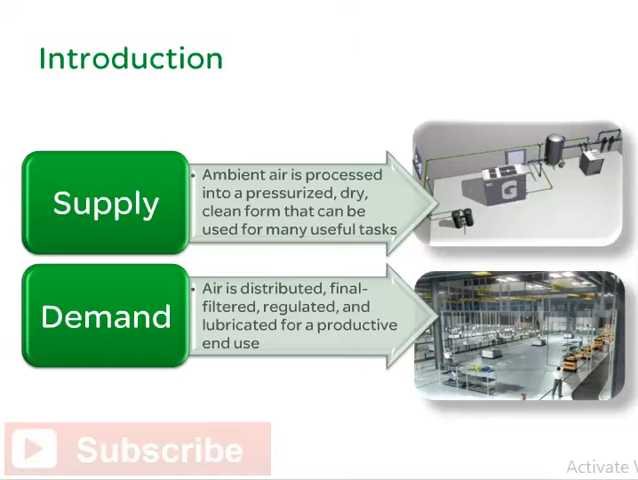 Introduction
Supply
• Ambient air is processed
into a pressurized, dry,
clean form that can be
used for many useful tasks
G
Demand
• Air is distributed, final-
filtered, regulated, and
lubricated for a productive
end use
Subscribe
Activate W